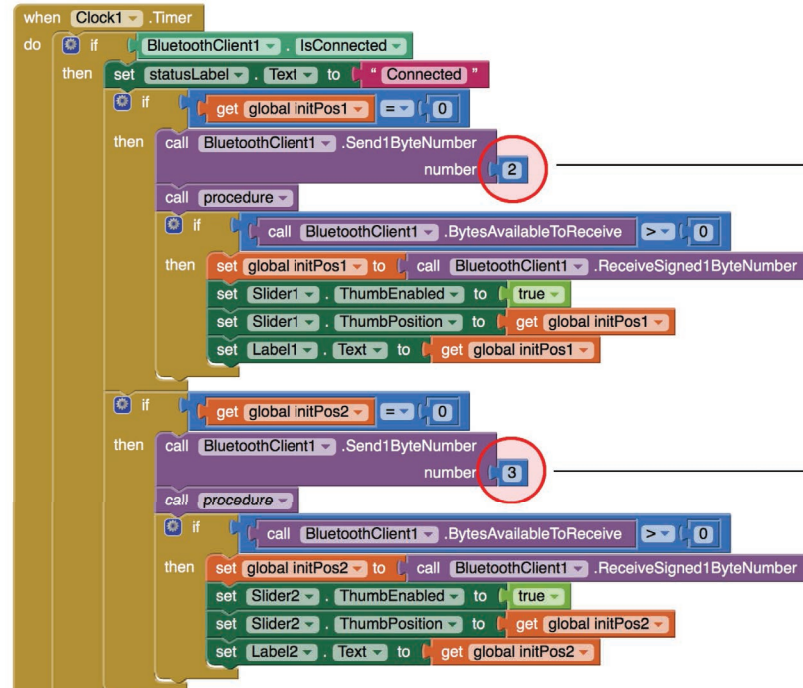 when Clock1 .Timer
do if BluetoothClient1 . IsConnected
then set statusLabel . Text to " Connected "
if get global initPos1 = 0
then call BluetoothClient1 .Send1ByteNumber
number 2
call procedure
if call BluetoothClient1 .BytesAvailableToReceive > 0
then set global initPos1 to call BluetoothClient1 .ReceiveSigned1ByteNumber
set Slider1 . ThumbEnabled to true
set Slider1 . ThumbPosition to get global initPos1
set Label1 . Text to get global initPos1
if get global initPos2 = 0
then call BluetoothClient1 .Send1ByteNumber
number 3
call procedure
if call BluetoothClient1 .BytesAvailableToReceive > 0
then set global initPos2 to call BluetoothClient1 .ReceiveSigned1ByteNumber
set Slider2 . ThumbEnabled to true
set Slider2 . ThumbPosition to get global initPos2
set Label2 . Text to get global initPos2